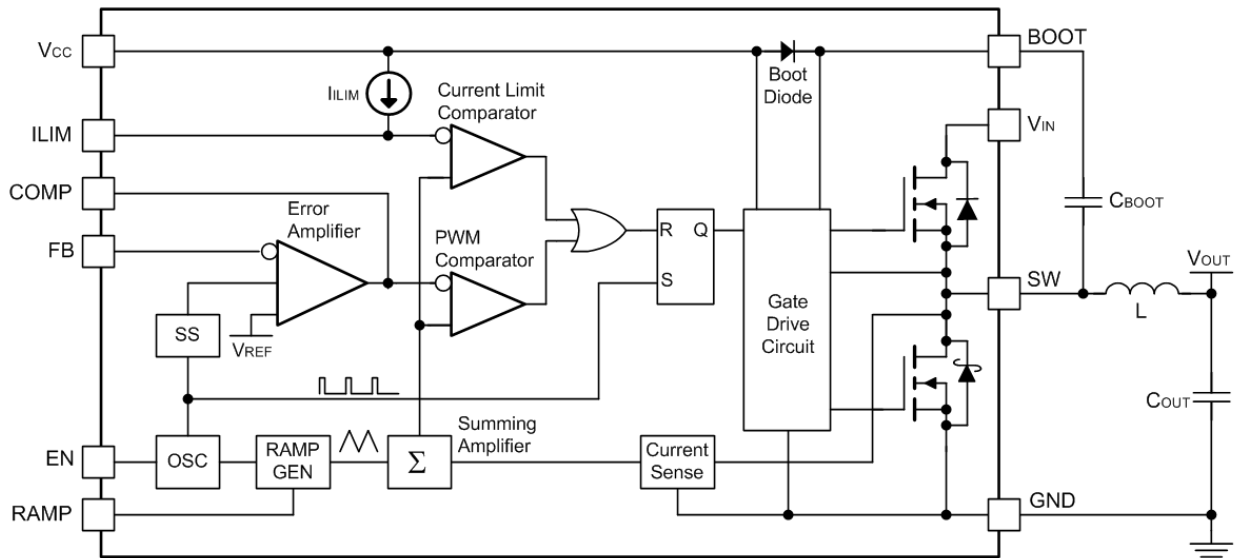 VCC
BOOT
Boot
Diode
IILIM
Current Limit
Comparator
VIN
ILIM
COMP
CBOOT
Error
Amplifier
PWM
Comparator
R
Q
FB
S
VOUT
SW
L
SS
VREF
Gate
Drive
Circuit
COUT
Summing
Amplifier
EN
OSC
RAMP
GEN
Σ
Current
Sense
RAMP
GND